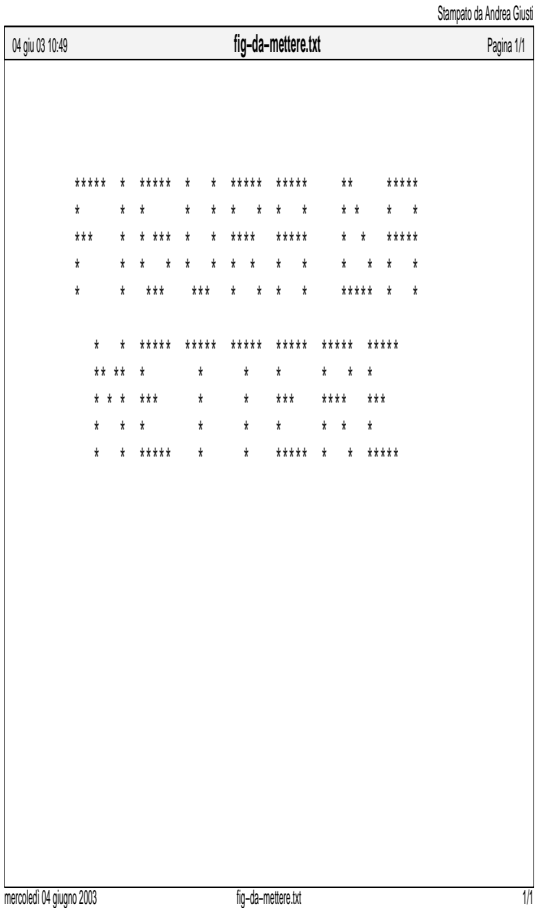 Stampato da Andrea Giusti
04 giu 03 10:49 fig-da-mettere.txt Pagina 1/1
FIGURA DA
METTERE
mercoledì 04 giugno 2003 fig-da-mettere.txt 1/1